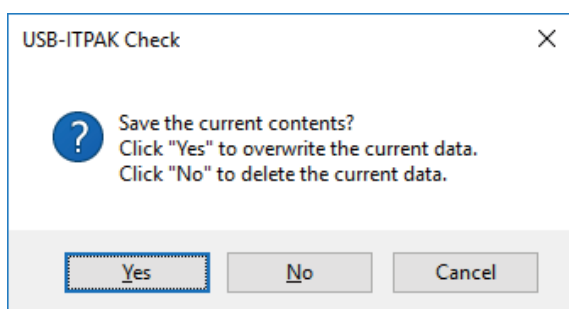 USB-ITPAK Check
Save the current contents?
Click "Yes" to overwrite the current data.
Click "No" to delete the current data.
Yes No Cancel